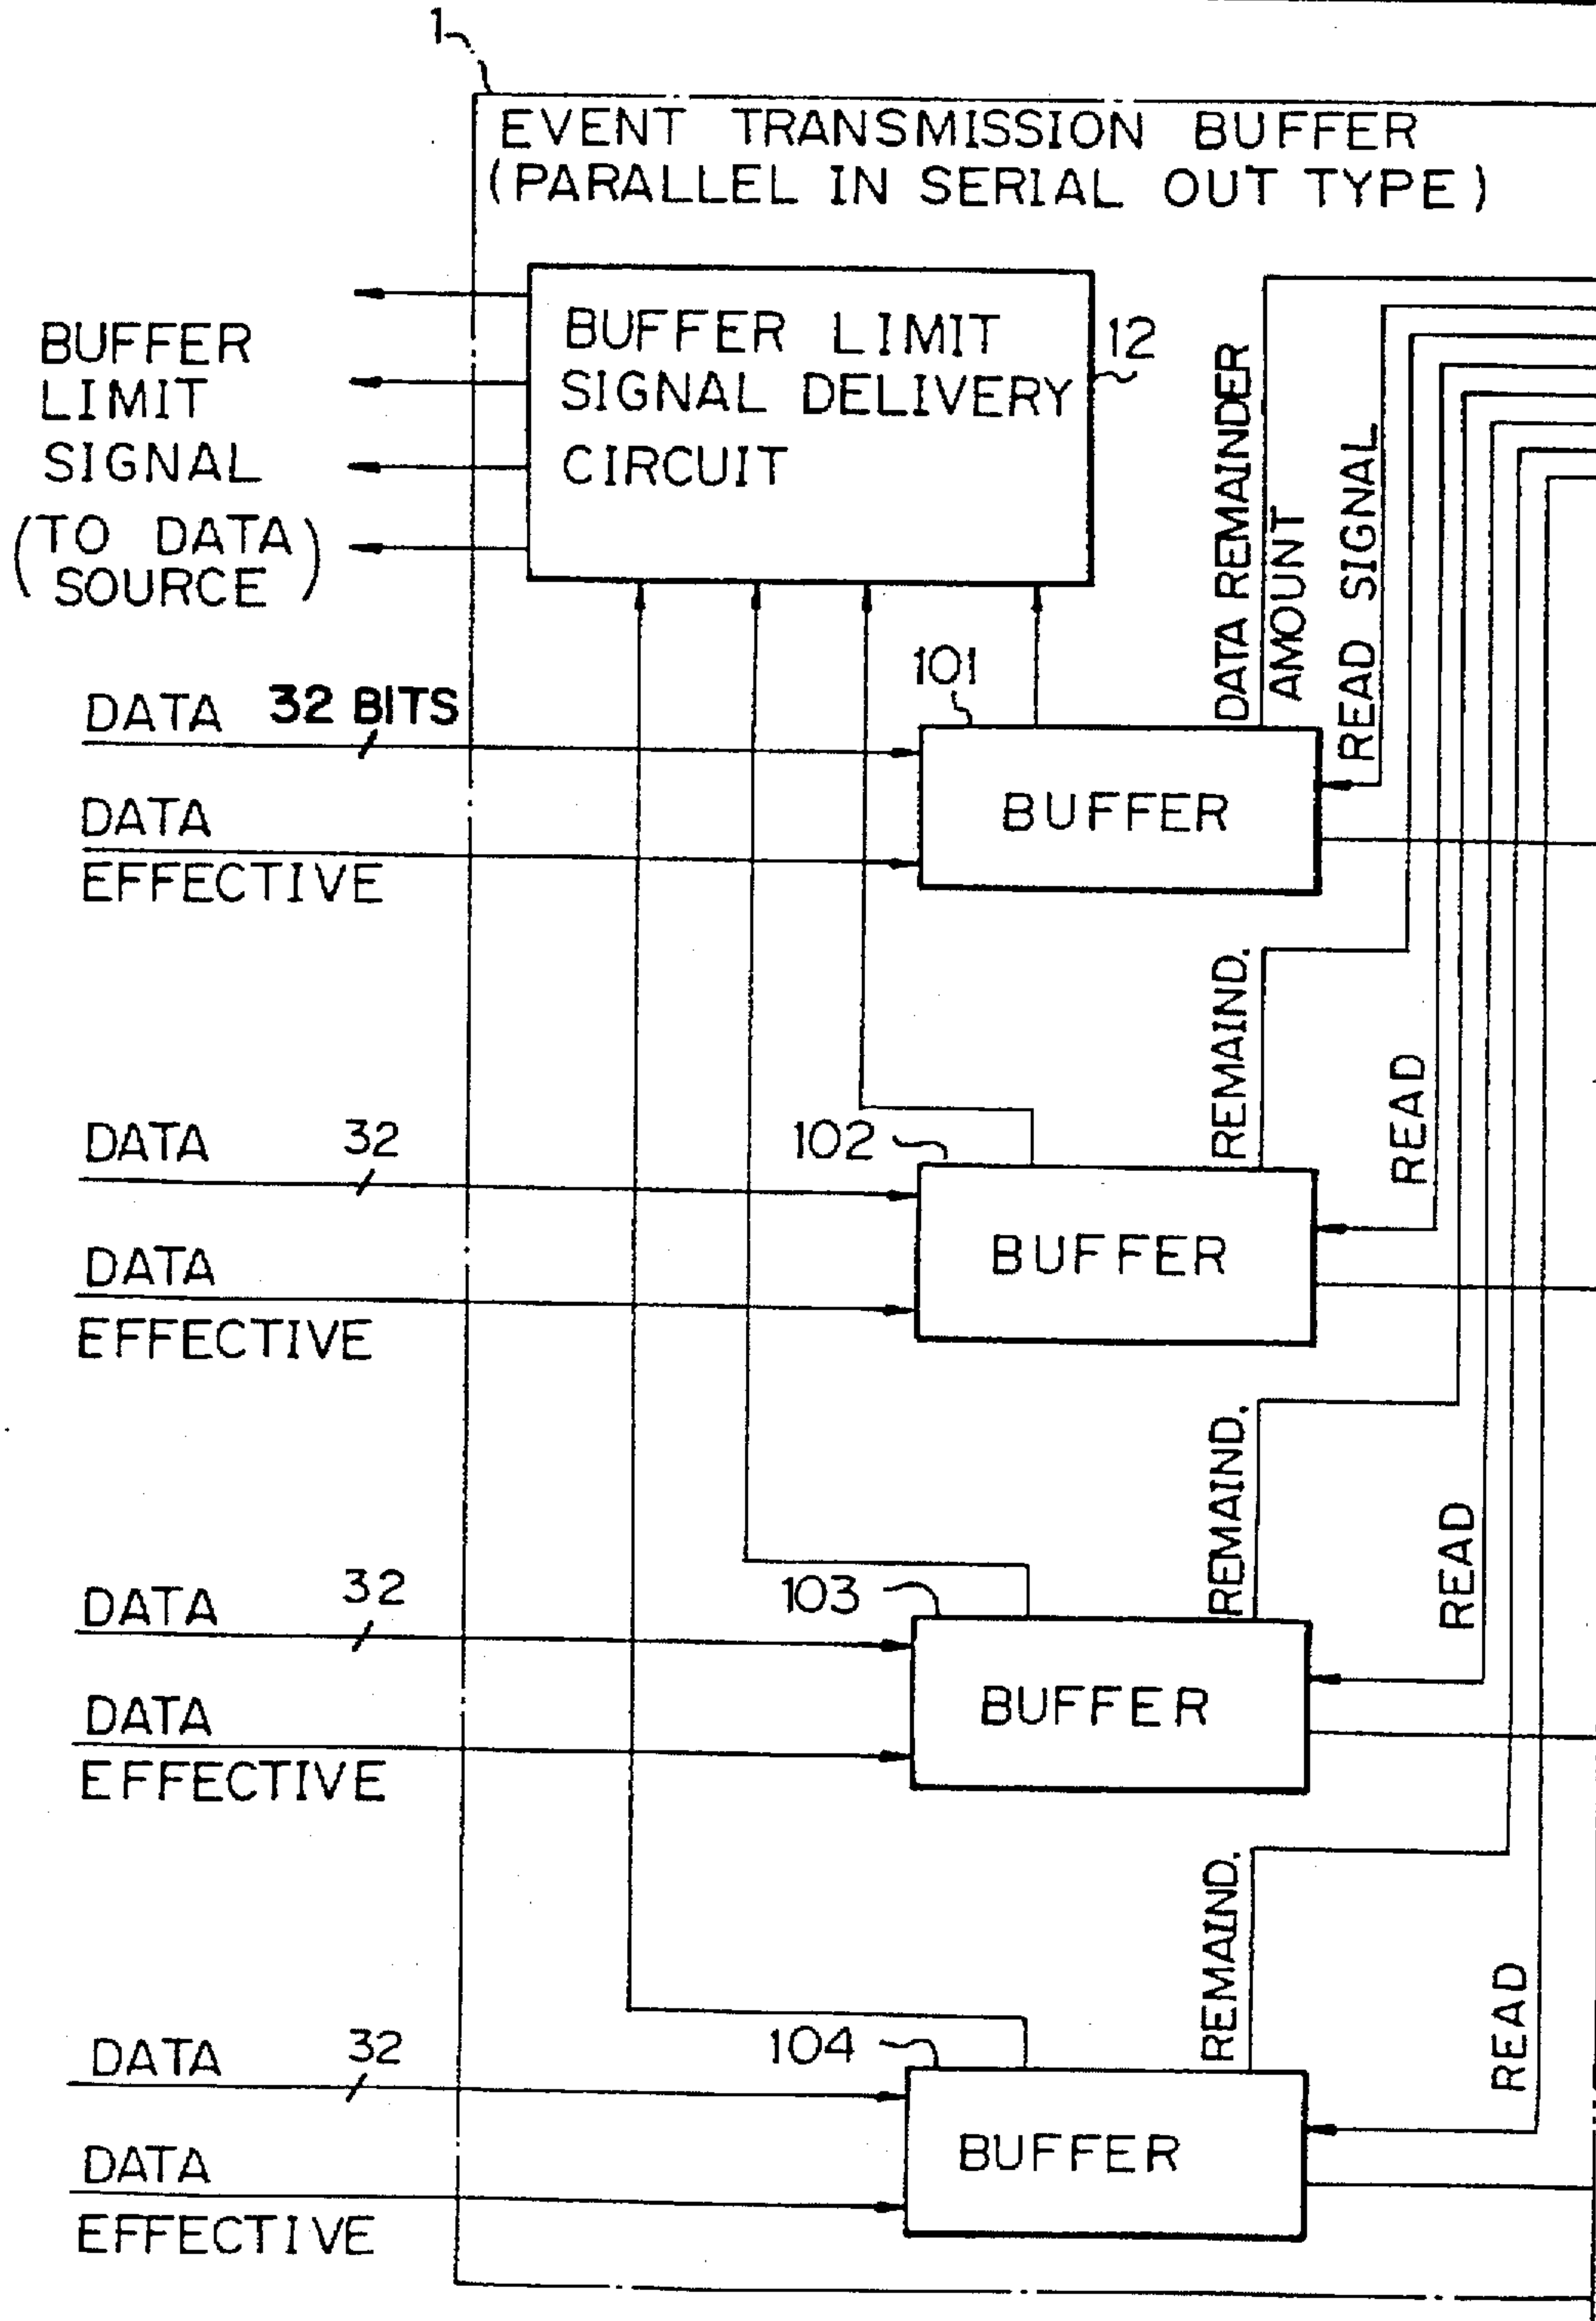 1
EVENT TRANSMISSION BUFFER
(PARALLEL IN SERIAL OUT TYPE)
BUFFER
LIMIT
SIGNAL
(TO DATA
SOURCE)
BUFFER LIMIT
SIGNAL DELIVERY
CIRCUIT
12
DATA REMAINDER
AMOUNT
READ SIGNAL
101
DATA 32 BITS
BUFFER
DATA
EFFECTIVE
REMAIND.
READ
102
DATA 32
BUFFER
DATA
EFFECTIVE
REMAIND.
READ
103
DATA 32
BUFFER
DATA
EFFECTIVE
REMAIND.
READ
104
DATA 32
BUFFER
DATA
EFFECTIVE